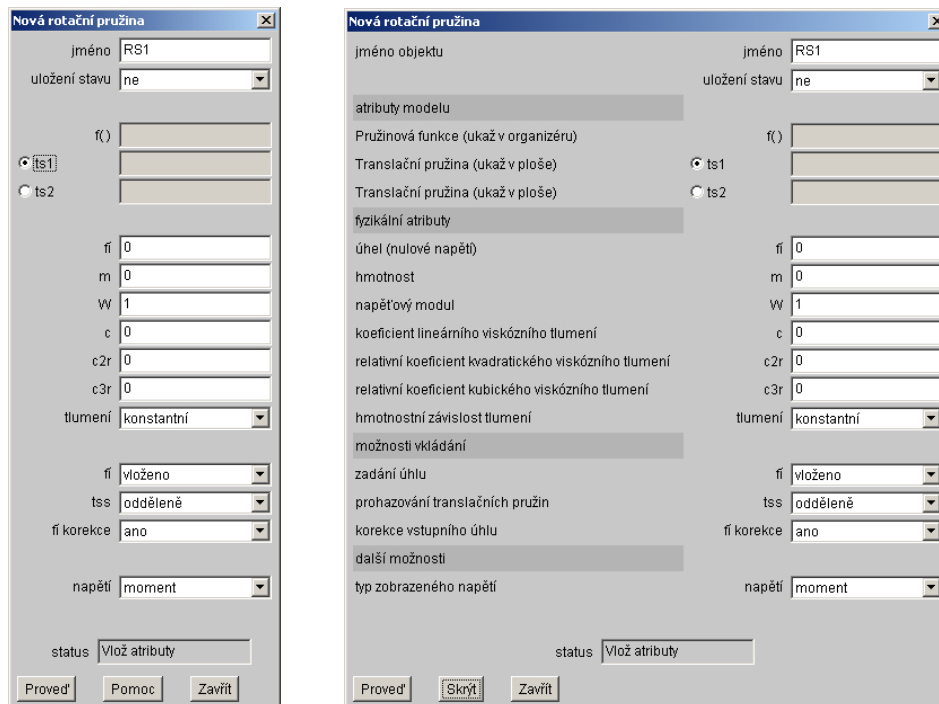 Nová rotační pružina
jméno RS1
uložení stavu ne
f()
ts1
ts2
fí 0
m 0
W 1
c 0
c2r 0
c3r 0
tlumení konstantní
fí vloženo
tss odděleně
fí korekce ano
napětí moment
status Vlož atributy
Proveď Pomoc Zavřít
Nová rotační pružina
jméno objektu jméno RS1
uložení stavu ne
atributy modelu
Pružinová funkce (ukaž v organizéru) f()
Translační pružina (ukaž v ploše) ts1
Translační pružina (ukaž v ploše) ts2
fyzikální atributy
úhel (nulové napětí) fí 0
hmotnost m 0
napěťový modul W 1
koeficient lineárního viskózního tlumení c 0
relativní koeficient kvadratického viskózního tlumení c2r 0
relativní koeficient kubického viskózního tlumení c3r 0
hmotnostní závislost tlumení tlumení konstantní
možnosti vkládání
zadání úhlu fí vloženo
prohazování translačních pružin tss odděleně
korekce vstupního úhlu fí korekce ano
další možnosti
typ zobrazeného napětí napětí moment
status Vlož atributy
Proveď Skrýt Zavřít